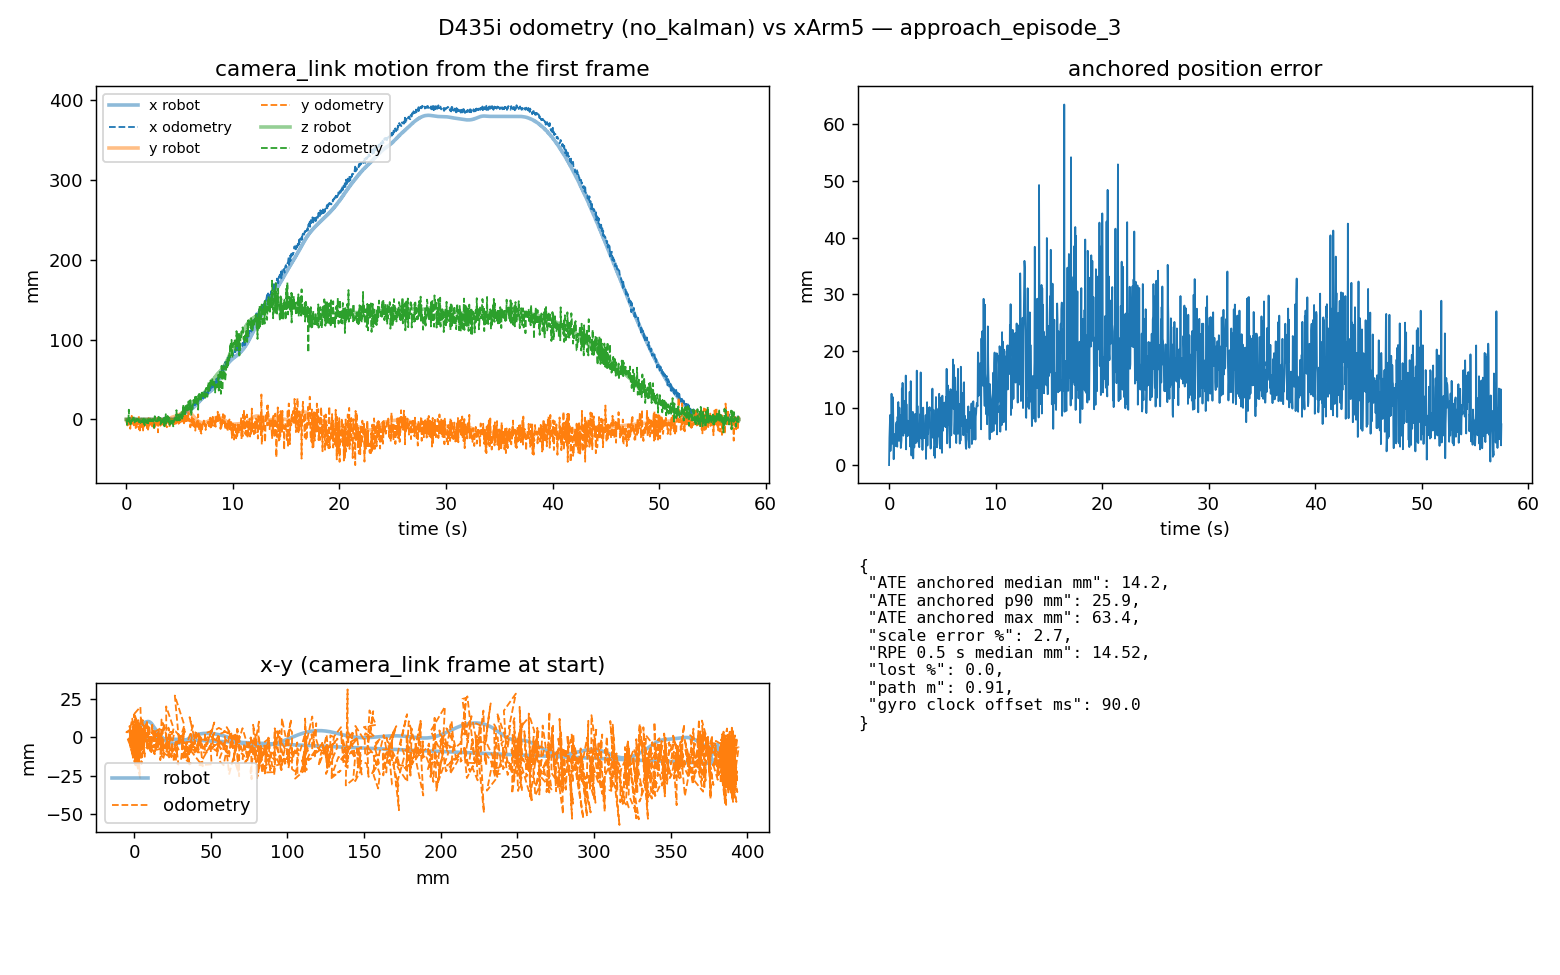 D435i odometry (no_kalman) vs xArm5 — approach_episode_3
camera_link motion from the first frame
400
300
200
100
0
mm
x robot
x odometry
y robot
y odometry
z robot
z odometry
0 10 20 30 40 50 60
time (s)
anchored position error
60
50
40
30
20
10
0
mm
0 10 20 30 40 50 60
time (s)
x-y (camera_link frame at start)
25
0
−25
−50
mm
robot
odometry
0 50 100 150 200 250 300 350 400
mm
{
"ATE anchored median mm": 14.2,
"ATE anchored p90 mm": 25.9,
"ATE anchored max mm": 63.4,
"scale error %": 2.7,
"RPE 0.5 s median mm": 14.52,
"lost %": 0.0,
"path m": 0.91,
"gyro clock offset ms": 90.0
}